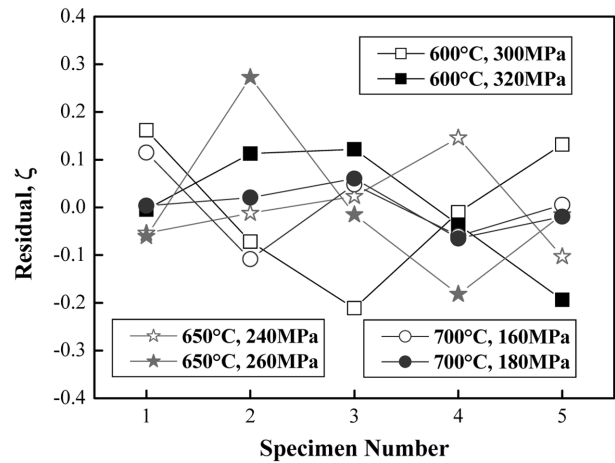 0.4
0.3
0.2
0.1
0.0
-0.1
-0.2
-0.3
-0.4
Residual, ζ
600°C, 300MPa
600°C, 320MPa
650°C, 240MPa
650°C, 260MPa
700°C, 160MPa
700°C, 180MPa
1 2 3 4 5
Specimen Number